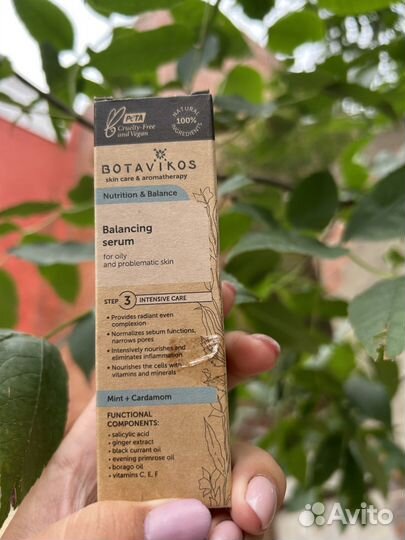 PETA
Cruelty-Free
and Vegan
NATURAL
100%
INGREDIENTS
BOTAVIKOS
skin care & aromatherapy
Nutrition & Balance
Balancing
serum
for oily
and problematic skin
STEP 3 INTENSIVE CARE
• Provides radiant even
complexion
• Normalizes sebum functions,
narrows pores
• Intensively nourishes and
eliminates inflammation
• Nourishes the cells with
vitamins and minerals
Mint + Cardamom
FUNCTIONAL
COMPONENTS:
• salicylic acid
• ginger extract
• black currant oil
• evening primrose oil
• borago oil
• vitamins C, E, F
Avito